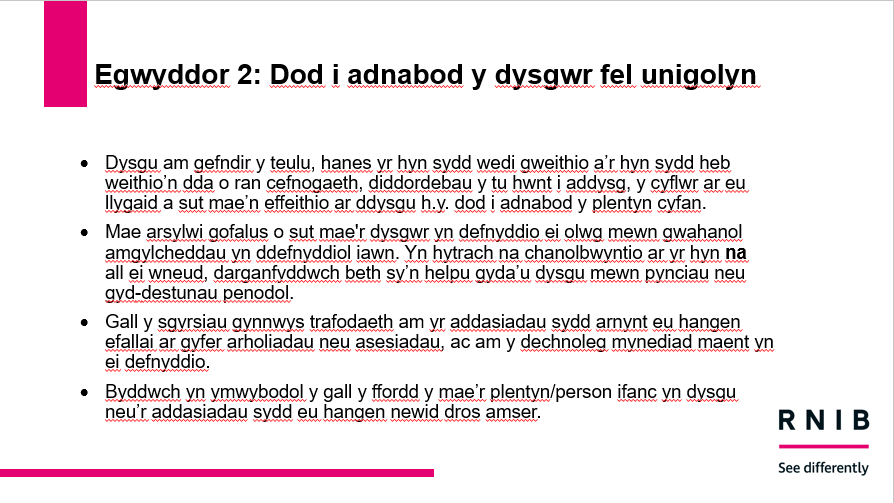 Egwyddor 2: Dod i adnabod y dysgwr fel unigolyn
• Dysgu am gefndir y teulu, hanes yr hyn sydd wedi gweithio a’r hyn sydd heb
weithio’n dda o ran cefnogaeth, diddordebau y tu hwnt i addysg, y cyflwr ar eu
llygaid a sut mae’n effeithio ar ddysgu h.y. dod i adnabod y plentyn cyfan.
• Mae arsylwi gofalus o sut mae'r dysgwr yn defnyddio ei olwg mewn gwahanol
amgylcheddau yn ddefnyddiol iawn. Yn hytrach na chanolbwyntio ar yr hyn na
all ei wneud, darganfyddwch beth sy’n helpu gyda’u dysgu mewn pynciau neu
gyd-destunau penodol.
• Gall y sgyrsiau gynnwys trafodaeth am yr addasiadau sydd arnynt eu hangen
efallai ar gyfer arholiadau neu asesiadau, ac am y dechnoleg mynediad maent yn
ei defnyddio.
• Byddwch yn ymwybodol y gall y ffordd y mae’r plentyn/person ifanc yn dysgu
neu’r addasiadau sydd eu hangen newid dros amser.
RNIB
See differently